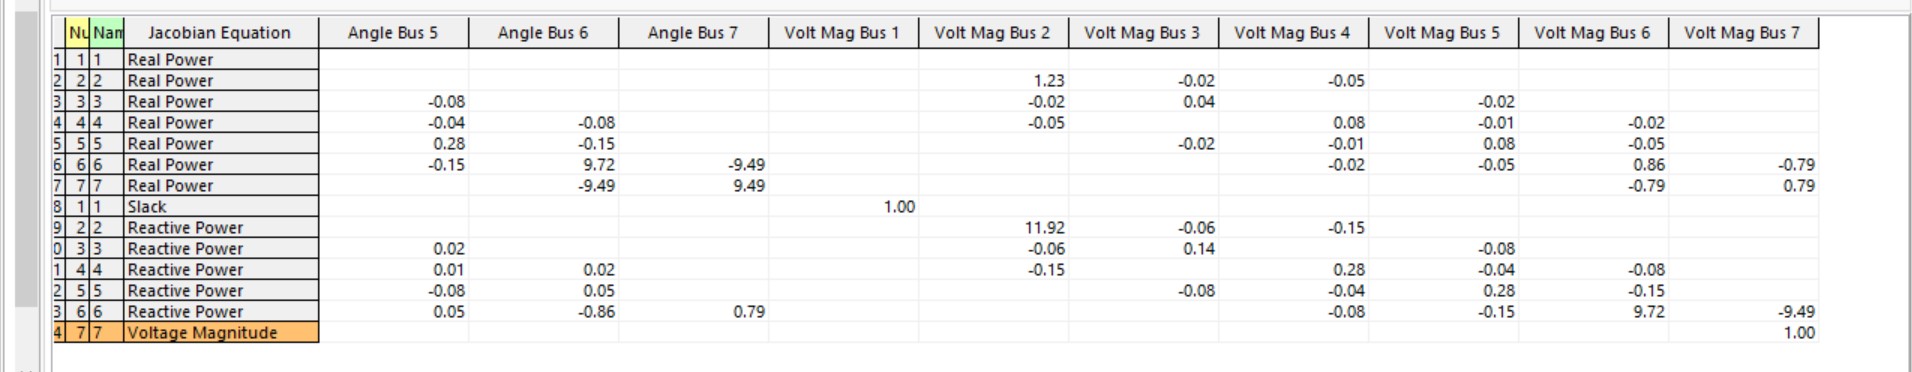 Nu Nam Jacobian Equation Angle Bus 5 Angle Bus 6 Angle Bus 7 Volt Mag Bus 1 Volt Mag Bus 2 Volt Mag Bus 3 Volt Mag Bus 4 Volt Mag Bus 5 Volt Mag Bus 6 Volt Mag Bus 7
1 1 1 Real Power
2 2 2 Real Power 1.23 -0.02 -0.05
3 3 3 Real Power -0.08 -0.02 0.04 -0.02
4 4 4 Real Power -0.04 -0.08 -0.05 0.08 -0.01 -0.02
5 5 5 Real Power 0.28 -0.15 -0.02 -0.01 0.08 -0.05
6 6 6 Real Power -0.15 9.72 -9.49 -0.02 -0.05 0.86 -0.79
7 7 7 Real Power -9.49 9.49 -0.79 0.79
8 1 1 Slack 1.00
9 2 2 Reactive Power 11.92 -0.06 -0.15
0 3 3 Reactive Power 0.02 -0.06 0.14 -0.08
1 4 4 Reactive Power 0.01 0.02 -0.15 0.28 -0.04 -0.08
2 5 5 Reactive Power -0.08 0.05 -0.08 -0.04 0.28 -0.15
3 6 6 Reactive Power 0.05 -0.86 0.79 -0.08 -0.15 9.72 -9.49
4 7 7 Voltage Magnitude 1.00